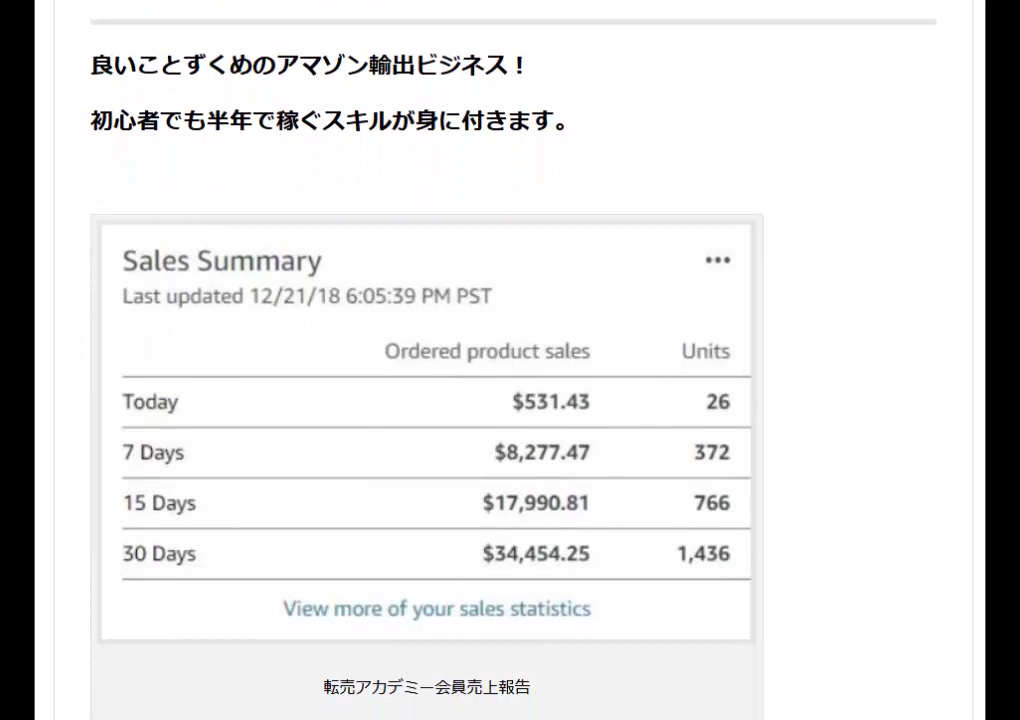 良いことずくめのアマゾン輸出ビジネス！
初心者でも半年で稼ぐスキルが身に付きます。
Sales Summary
Last updated 12/21/18 6:05:39 PM PST
Ordered product sales Units
Today $531.43 26
7 Days $8,277.47 372
15 Days $17,990.81 766
30 Days $34,454.25 1,436
View more of your sales statistics
転売アカデミー会員売上報告